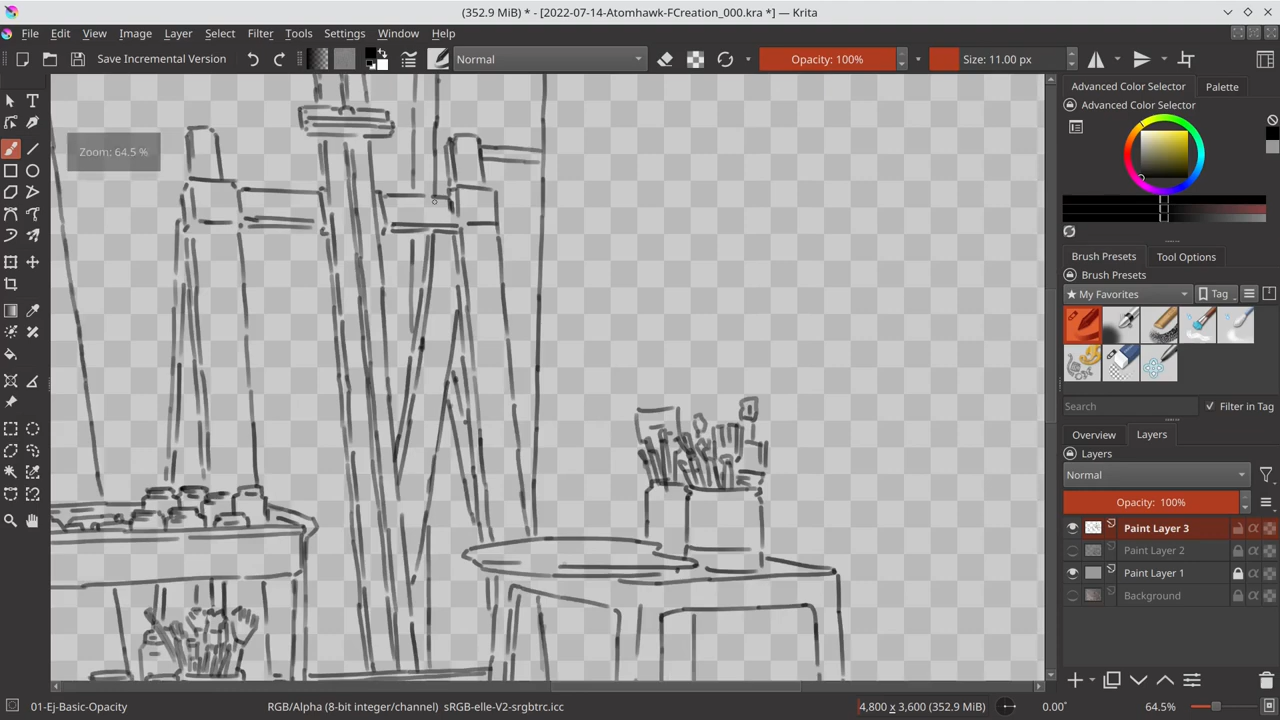 (352.9 MiB) * - [2022-07-14-Atomhawk-FCreation_000.kra *] — Krita
File Edit View Image Layer Select Filter Tools Settings Window Help
Save Incremental Version Normal Opacity: 100% Size: 11.00 px
Advanced Color Selector Palette
Advanced Color Selector
Zoom: 64.5 %
Brush Presets Tool Options
Brush Presets
★ My Favorites Tag
Search Filter in Tag
Overview Layers
Layers
Normal
Opacity: 100%
Paint Layer 3
Paint Layer 2
Paint Layer 1
Background
01-Ej-Basic-Opacity RGB/Alpha (8-bit integer/channel) sRGB-elle-V2-srgbtrc.icc 4,800 x 3,600 (352.9 MiB) 0.00° 64.5%